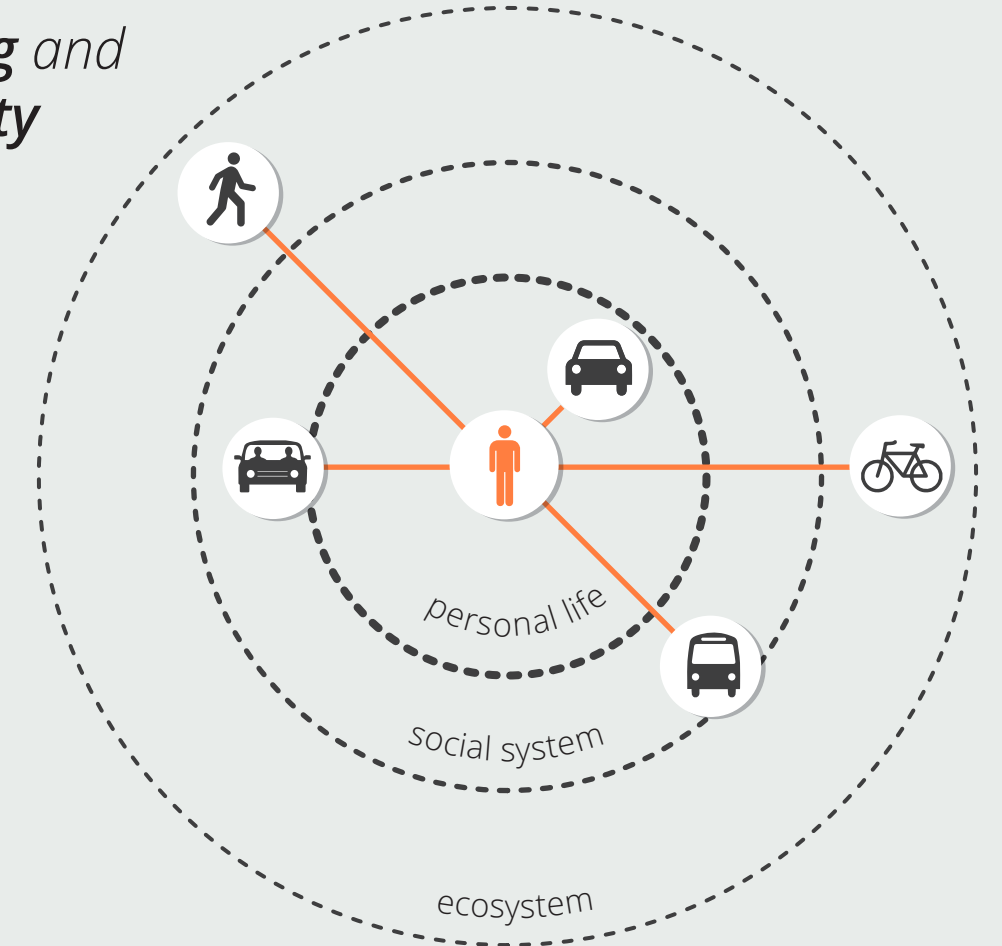 g and
ty
personal life
social system
ecosystem